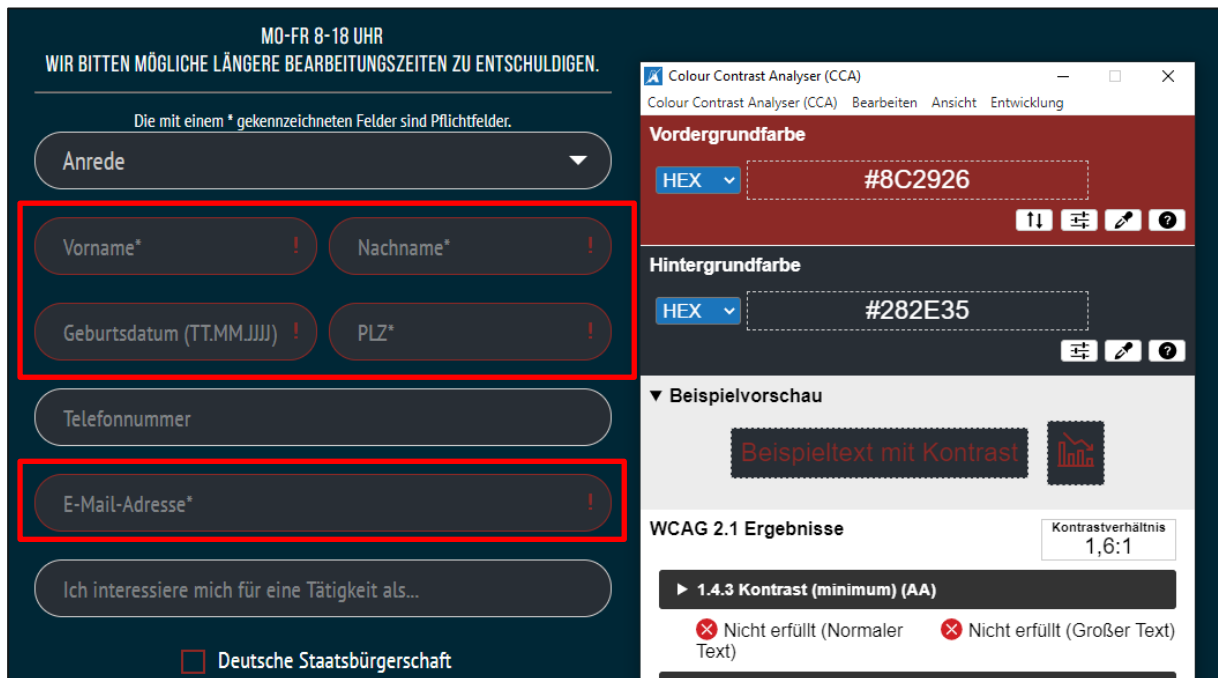 MO-FR 8-18 UHR
WIR BITTEN MÖGLICHE LÄNGERE BEARBEITUNGSZEITEN ZU ENTSCHULDIGEN.
Die mit einem * gekennzeichneten Felder sind Pflichtfelder.
Anrede
Vorname* ! Nachname* !
Geburtsdatum (TT.MM.JJJJ) ! PLZ* !
Telefonnummer
E-Mail-Adresse* !
Ich interessiere mich für eine Tätigkeit als...
Deutsche Staatsbürgerschaft
Colour Contrast Analyser (CCA)
Colour Contrast Analyser (CCA) Bearbeiten Ansicht Entwicklung
Vordergrundfarbe
HEX #8C2926
Hintergrundfarbe
HEX #282E35
▼ Beispielvorschau
Beispieltext mit Kontrast
WCAG 2.1 Ergebnisse
Kontrastverhältnis
1,6:1
▶ 1.4.3 Kontrast (minimum) (AA)
Nicht erfüllt (Normaler
Text)
Nicht erfüllt (Großer Text)